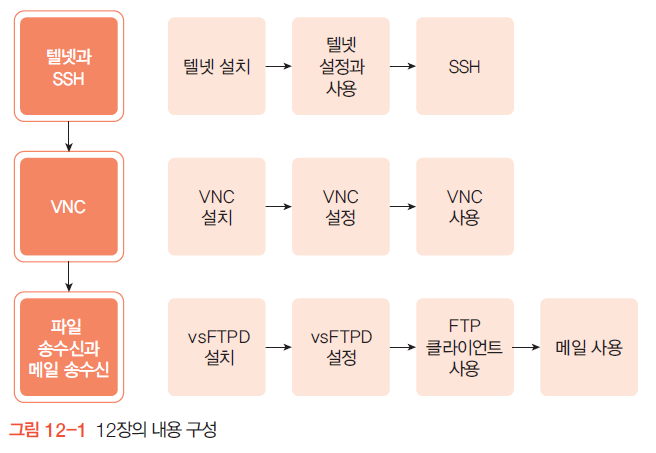 텔넷과
SSH
텔넷 설치
텔넷
설정과
사용
SSH
VNC
VNC
설치
VNC
설정
VNC
사용
파일
송수신과
메일 송수신
vsFTPD
설치
vsFTPD
설정
FTP
클라이언트
사용
메일 사용
그림 12-1 12장의 내용 구성